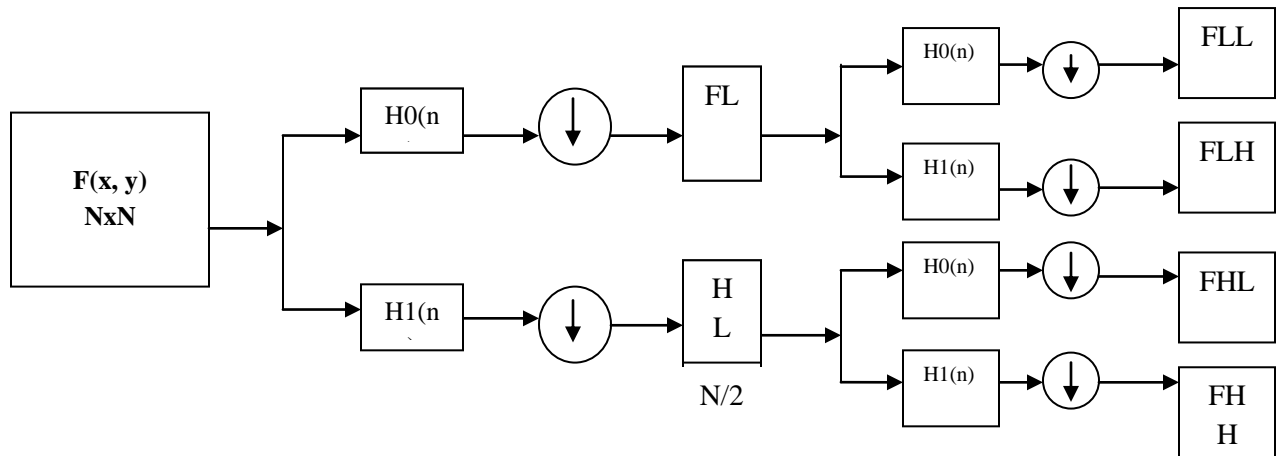 F(x, y)
NxN
H0(n
H1(n
FL
H
L
N/2
H0(n)
H1(n)
H0(n)
H1(n)
FLL
FLH
FHL
FH
H